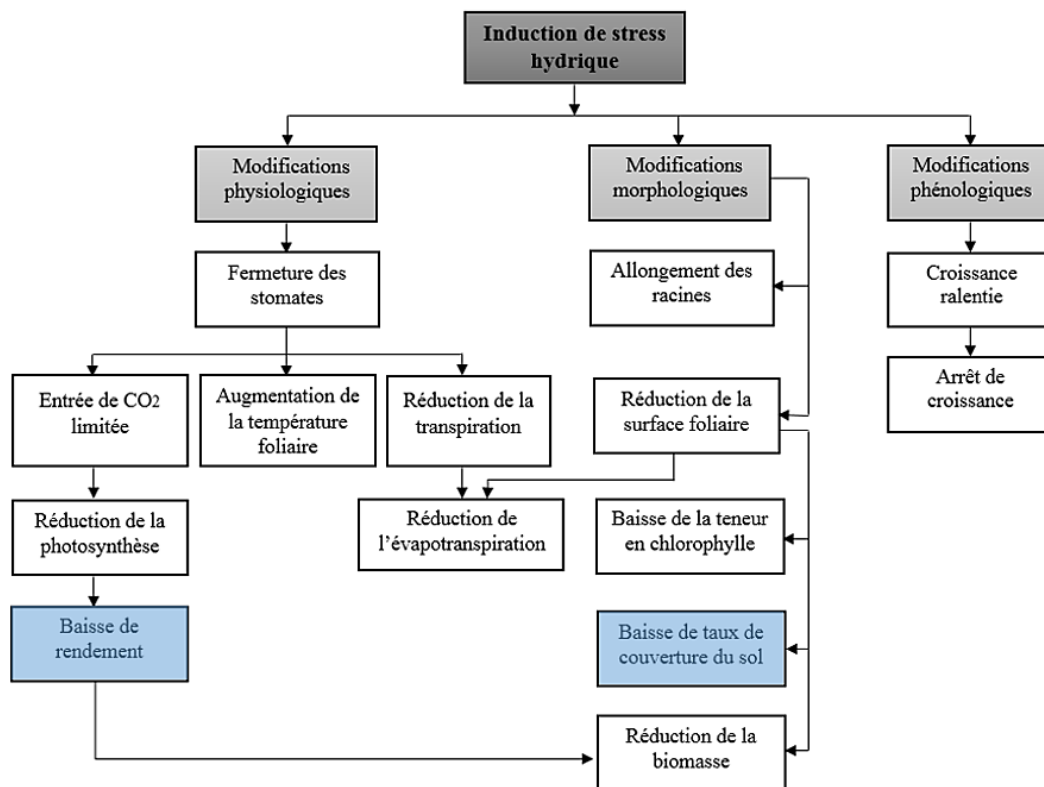 Induction de stress
hydrique
Modifications
physiologiques
Modifications
morphologiques
Modifications
phénologiques
Fermeture des
stomates
Allongement des
racines
Croissance
ralentie
Entrée de CO2
limitée
Augmentation de
la température
foliaire
Réduction de la
transpiration
Réduction de la
surface foliaire
Arrêt de
croissance
Réduction de la
photosynthèse
Réduction de
l’évapotranspiration
Baisse de la teneur
en chlorophylle
Baisse de
rendement
Baisse de taux de
couverture du sol
Réduction de la
biomasse